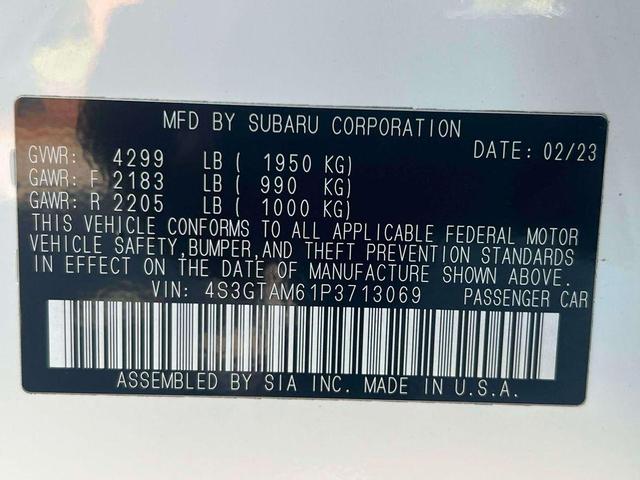 MFD BY SUBARU CORPORATION
DATE: 02/23
GVWR: 4299 LB ( 1950 KG)
GAWR: F 2183 LB ( 990 KG)
GAWR: R 2205 LB ( 1000 KG)
THIS VEHICLE CONFORMS TO ALL APPLICABLE FEDERAL MOTOR
VEHICLE SAFETY,BUMPER,AND THEFT PREVENTION STANDARDS
IN EFFECT ON THE DATE OF MANUFACTURE SHOWN ABOVE.
VIN: 4S3GTAM61P3713069 PASSENGER CAR
ASSEMBLED BY SIA INC. MADE IN U.S.A.